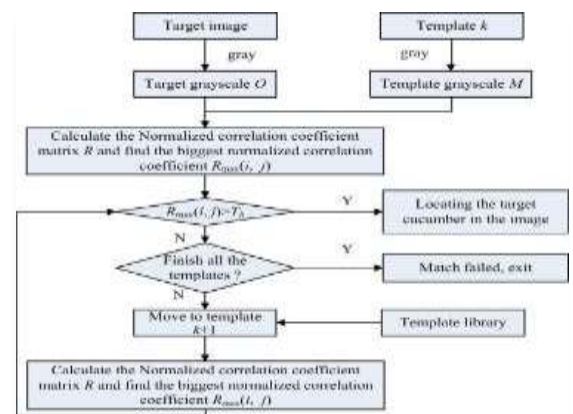 Target image
Template k
gray
gray
Target grayscale O
Template grayscale M
Calculate the Normalized correlation coefficient
matrix R and find the biggest normalized correlation
coefficient Rmax(i, j)
Rmax(i, j)>Th
Y
Locating the target
cucumber in the image
N
Finish all the
templates ?
Y
Match failed, exit
N
Move to template
k+1
Template library
Calculate the Normalized correlation coefficient
matrix R and find the biggest normalized correlation
coefficient Rmax(i, j)